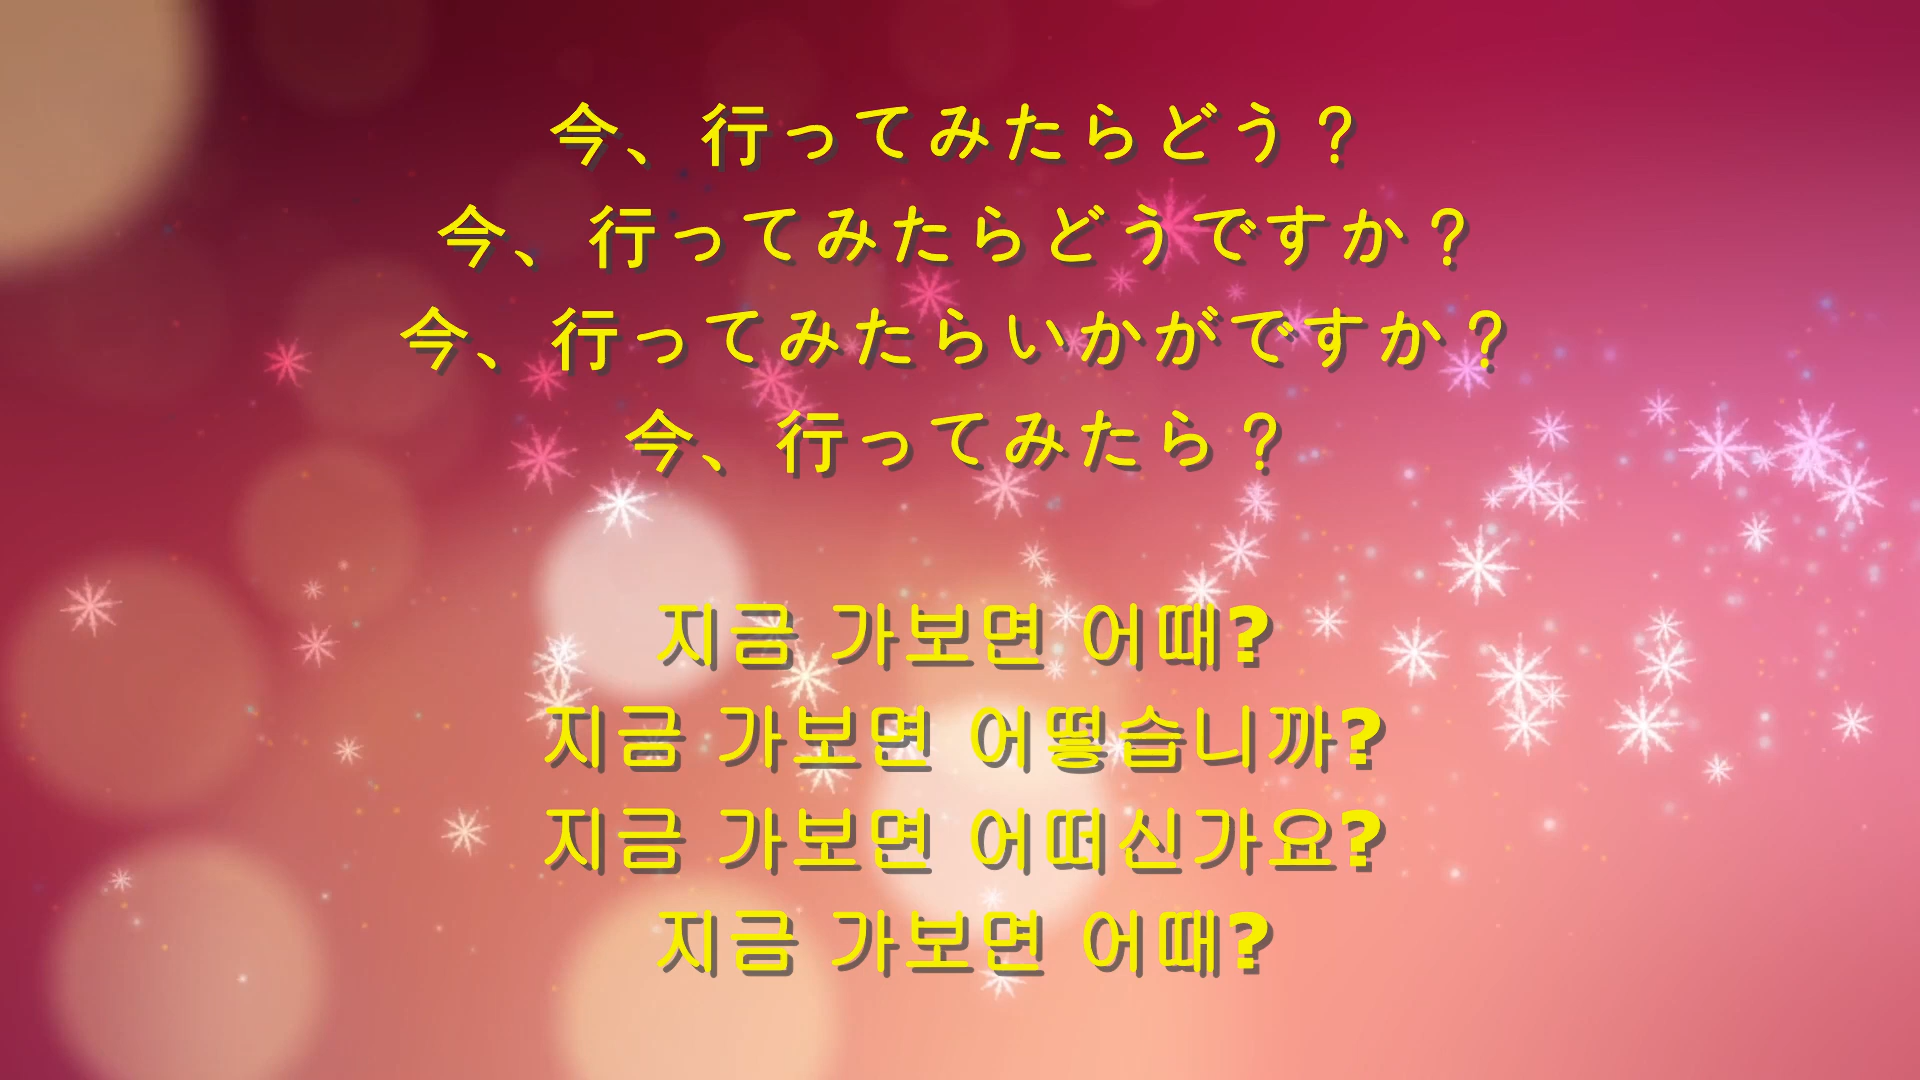 今、行ってみたらどう？
今、行ってみたらどうですか？
今、行ってみたらいかがですか？
今、行ってみたら？
지금 가보면 어때?
지금 가보면 어떻습니까?
지금 가보면 어떠신가요?
지금 가보면 어때?